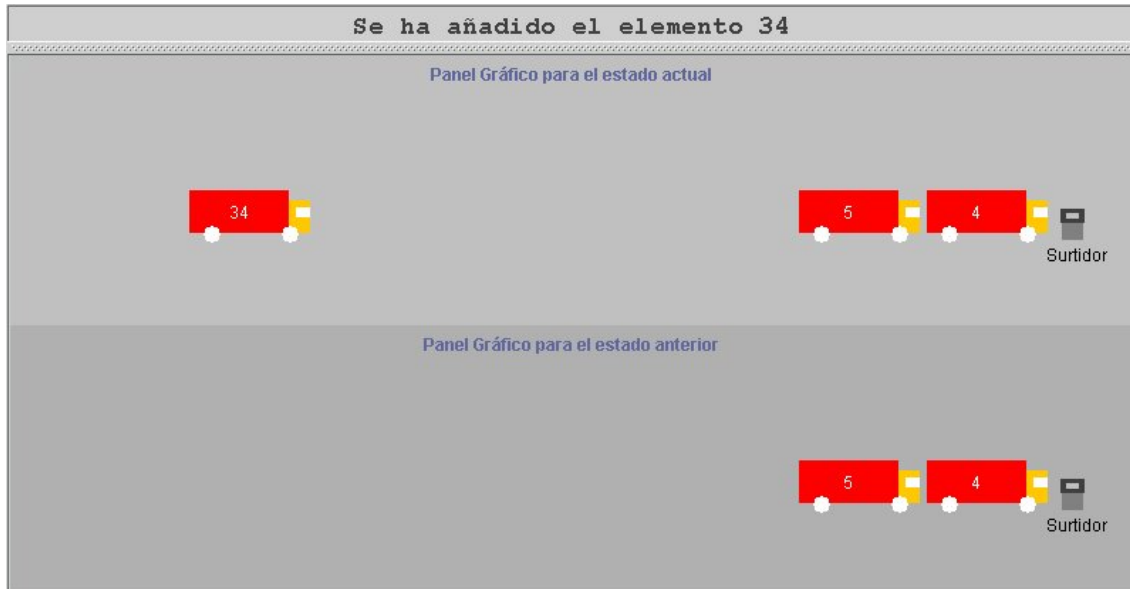 Se ha añadido el elemento 34
Panel Gráfico para el estado actual
34
5
4
Surtidor
Panel Gráfico para el estado anterior
5
4
Surtidor